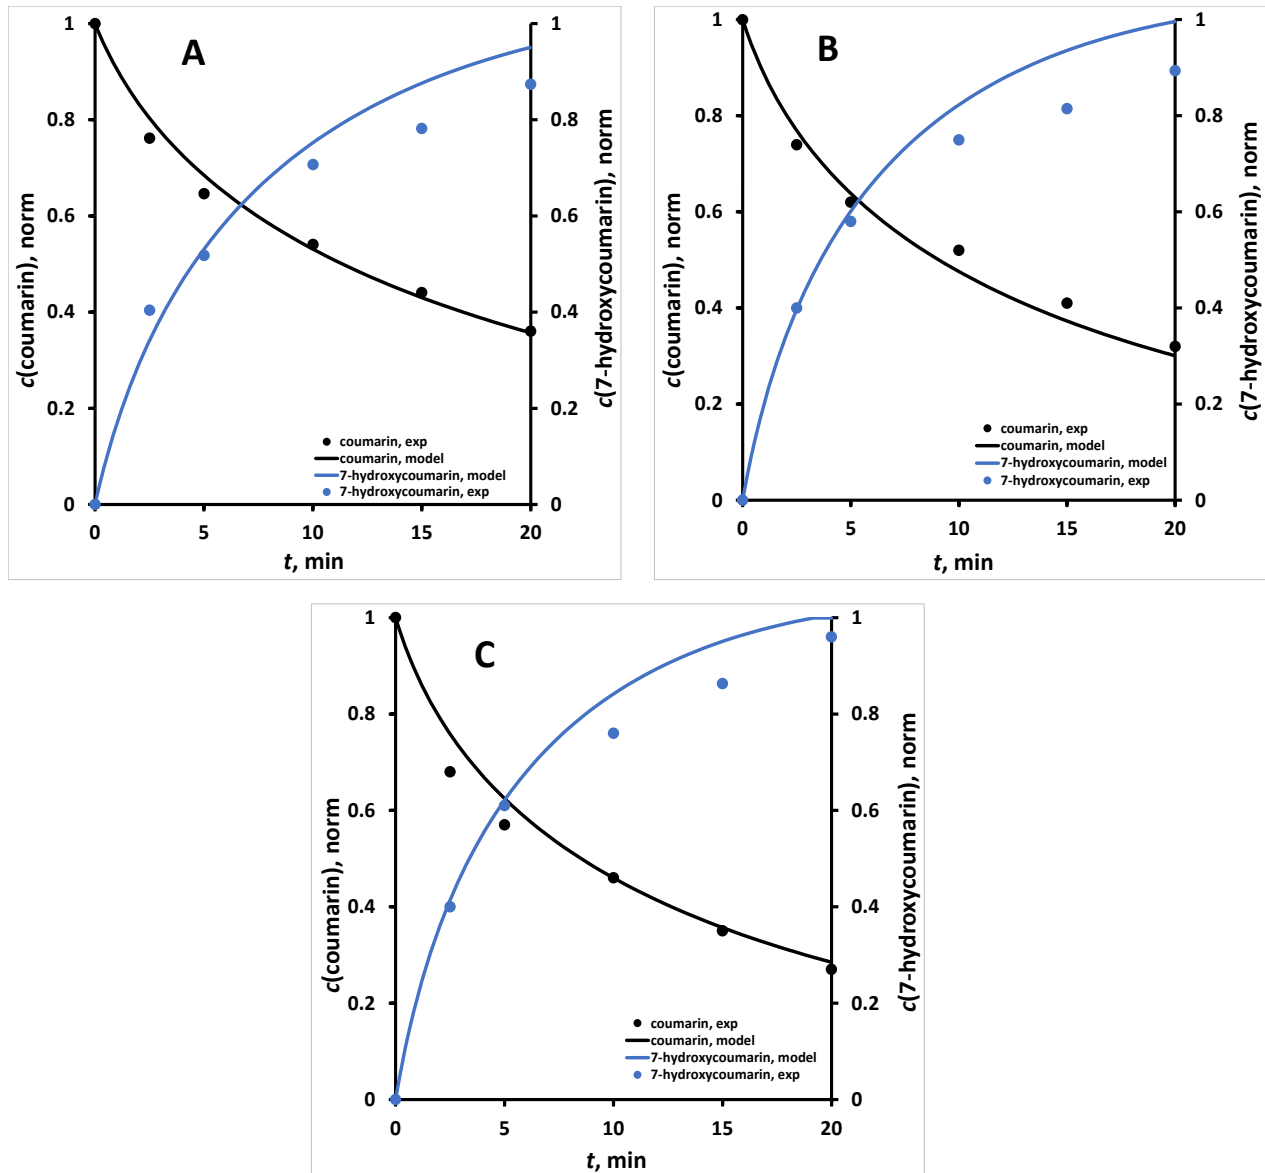 A
1
0.8
0.6
0.4
0.2
0
c(coumarin), norm
1
0.8
0.6
0.4
0.2
0
c(7-hydroxycoumarin), norm
coumarin, exp
coumarin, model
7-hydroxycoumarin, model
7-hydroxycoumarin, exp
0 5 10 15 20
t, min
B
1
0.8
0.6
0.4
0.2
0
c(coumarin), norm
1
0.8
0.6
0.4
0.2
0
c(7-hydroxycoumarin), norm
coumarin, exp
coumarin, model
7-hydroxycoumarin, model
7-hydroxycoumarin, exp
0 5 10 15 20
t, min
C
1
0.8
0.6
0.4
0.2
0
c(coumarin), norm
1
0.8
0.6
0.4
0.2
0
c(7-hydroxycoumarin), norm
coumarin, exp
coumarin, model
7-hydroxycoumarin, model
7-hydroxycoumarin, exp
0 5 10 15 20
t, min